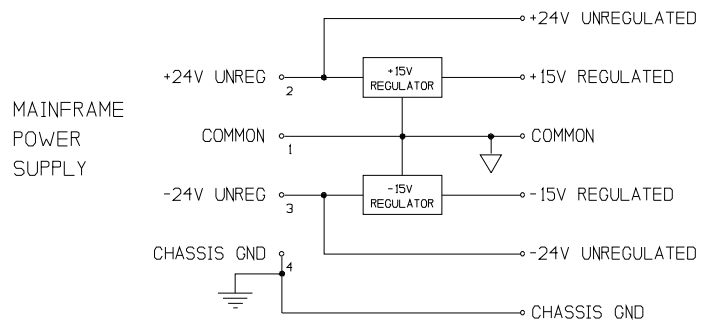 +24V UNREGULATED
+24V UNREG
2
+15V
REGULATOR
+15V REGULATED
MAINFRAME
POWER
SUPPLY
COMMON
1
COMMON
-24V UNREG
3
-15V
REGULATOR
-15V REGULATED
CHASSIS GND
4
-24V UNREGULATED
CHASSIS GND